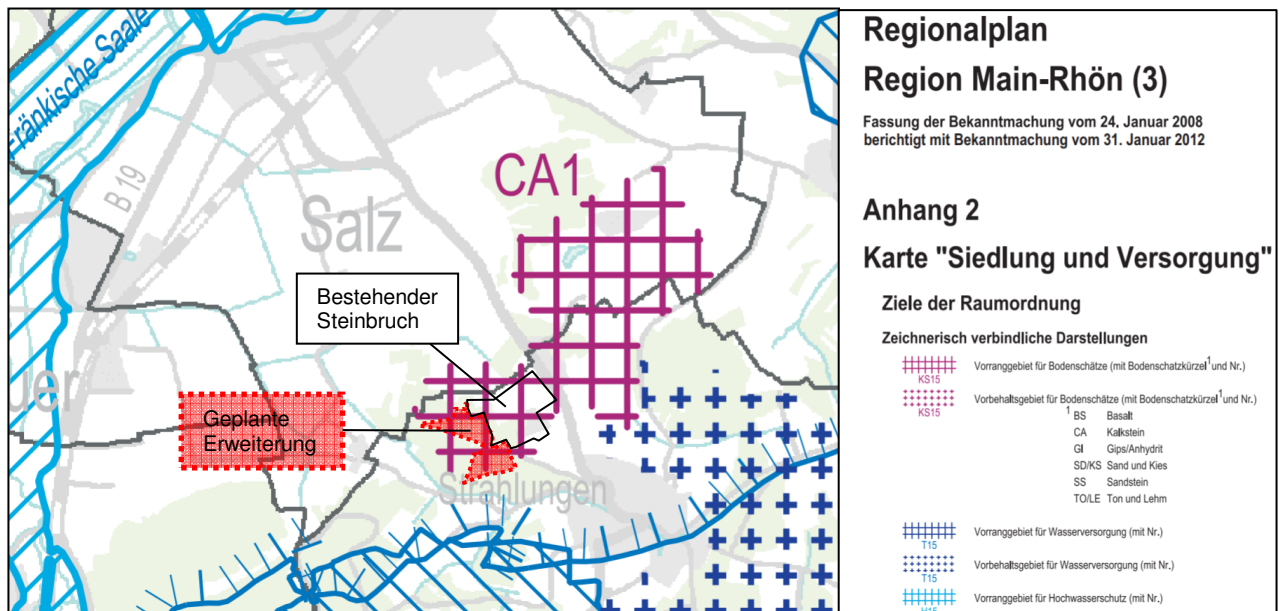 Fränkische Saale
B 19
Salz
CA1
Bestehender
Steinbruch
uer
Geplante
Erweiterung
Strahlungen
Regionalplan
Region Main-Rhön (3)
Fassung der Bekanntmachung vom 24. Januar 2008
berichtigt mit Bekanntmachung vom 31. Januar 2012
Anhang 2
Karte "Siedlung und Versorgung"
Ziele der Raumordnung
Zeichnerisch verbindliche Darstellungen
KS15 Vorranggebiet für Bodenschätze (mit Bodenschatzkürzel¹ und Nr.)
KS15 Vorbehaltsgebiet für Bodenschätze (mit Bodenschatzkürzel¹ und Nr.)
¹ BS Basalt
CA Kalkstein
GI Gips/Anhydrit
SD/KS Sand und Kies
SS Sandstein
TO/LE Ton und Lehm
T15 Vorranggebiet für Wasserversorgung (mit Nr.)
T15 Vorbehaltsgebiet für Wasserversorgung (mit Nr.)
H15 Vorranggebiet für Hochwasserschutz (mit Nr.)